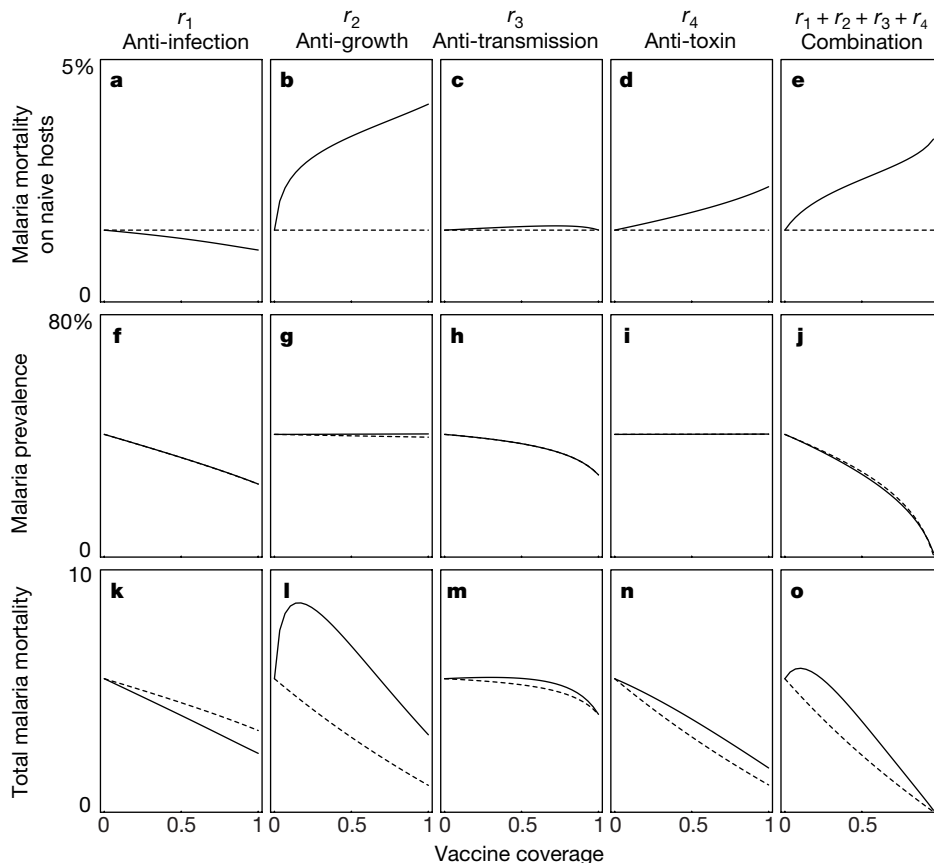 r1 r2 r3 r4 r1 + r2 + r3 + r4
Anti-infection Anti-growth Anti-transmission Anti-toxin Combination
Malaria mortality
on naive hosts
5%
0
a b c d e
Malaria prevalence
80%
0
f g h i j
Total malaria mortality
10
0
k l m n o
0 0.5 1 0 0.5 1 0 0.5 1 0 0.5 1 0 0.5 1
Vaccine coverage